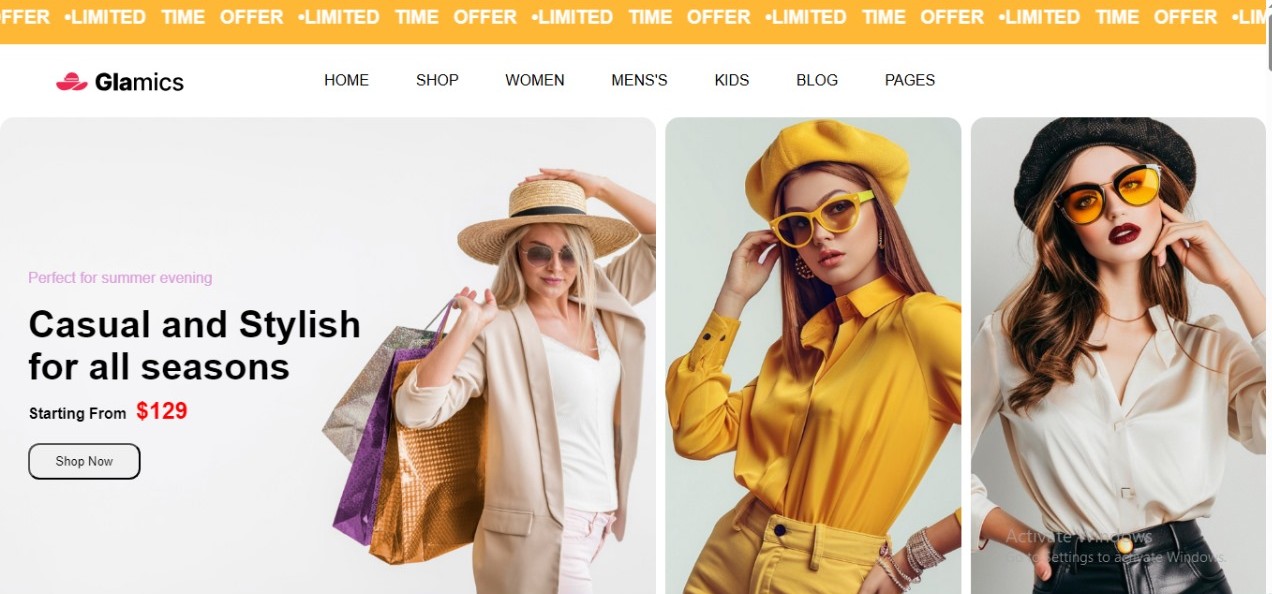 OFFER •LIMITED TIME OFFER •LIMITED TIME OFFER •LIMITED TIME OFFER •LIMITED TIME OFFER •LIMITED TIME OFFER
Glamics
HOME SHOP WOMEN MENS'S KIDS BLOG PAGES
Perfect for summer evening
Casual and Stylish
for all seasons
Starting From $129
Shop Now
Activate Windows
Go to Settings to activate Windows.